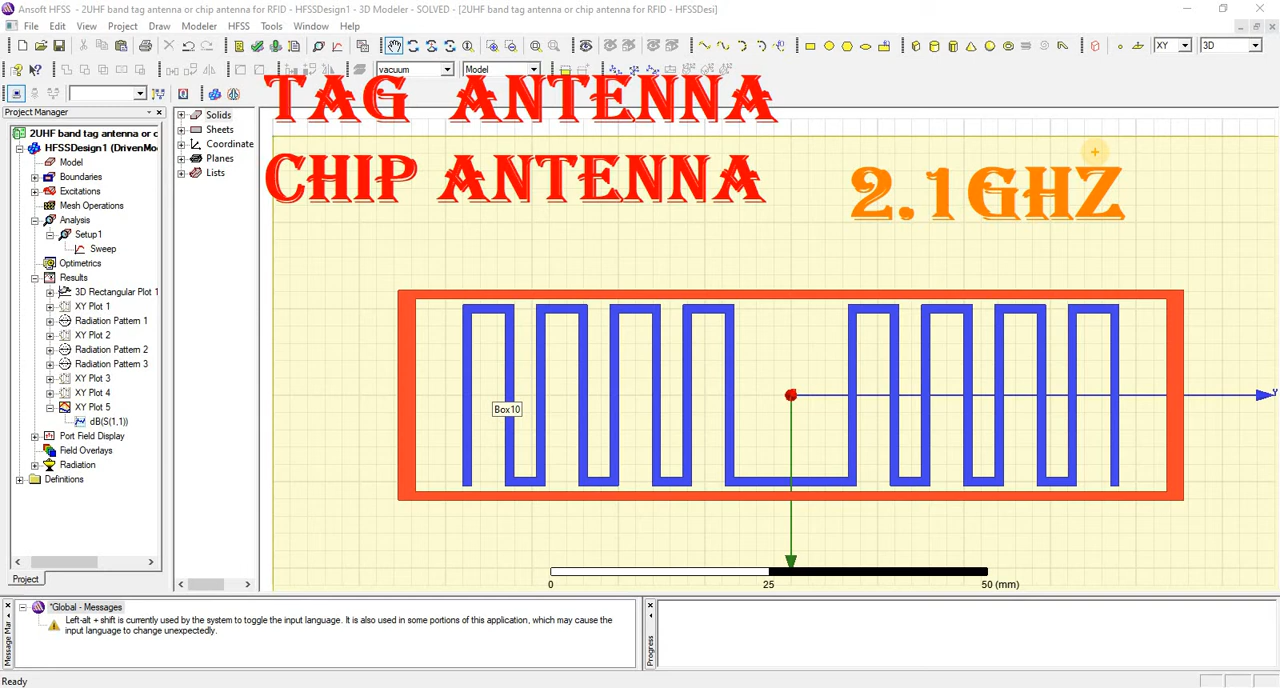 Ansoft HFSS - 2UHF band tag antenna or chip antenna for RFID - HFSSDesign1 - 3D Modeler - SOLVED - [2UHF band tag antenna or chip antenna for RFID - HFSSDesi]
File Edit View Project Draw Modeler HFSS Tools Window Help
XY 3D
vacuum Model
TAG ANTENNA
CHIP ANTENNA
2.1GHZ
Project Manager
2UHF band tag antenna or c
HFSSDesign1 (DrivenMo
Model
Boundaries
Excitations
Mesh Operations
Analysis
Setup1
Sweep
Optimetrics
Results
3D Rectangular Plot 1
XY Plot 1
Radiation Pattern 1
XY Plot 2
Radiation Pattern 2
Radiation Pattern 3
XY Plot 3
XY Plot 4
XY Plot 5
dB(S(1,1))
Port Field Display
Field Overlays
Radiation
Definitions
Project
Solids
Sheets
Coordinate
Planes
Lists
Box10
Y
0 25 50 (mm)
*Global - Messages
Left-alt + shift is currently used by the system to toggle the input language. It is also used in some portions of this application, which may cause the
input language to change unexpectedly.
Message Mar
Progress
Ready